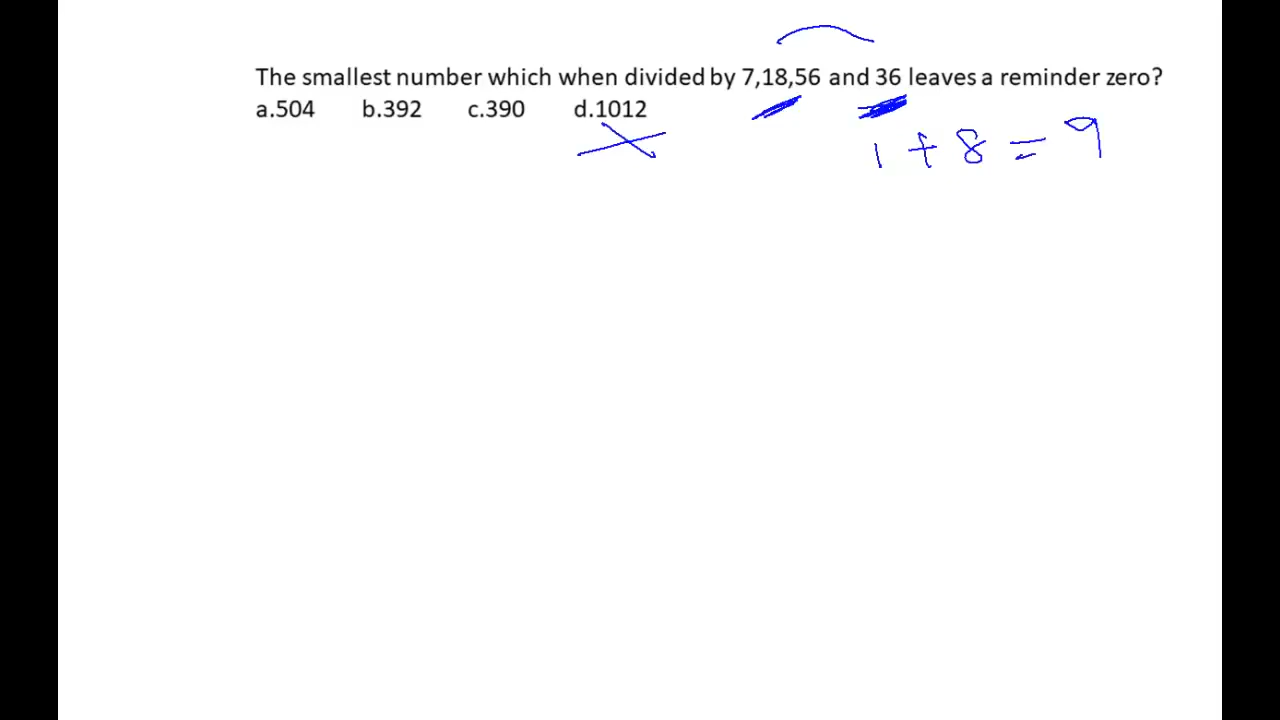 The smallest number which when divided by 7,18,56 and 36 leaves a reminder zero?
a.504 b.392 c.390 d.1012
1 + 8 = 9